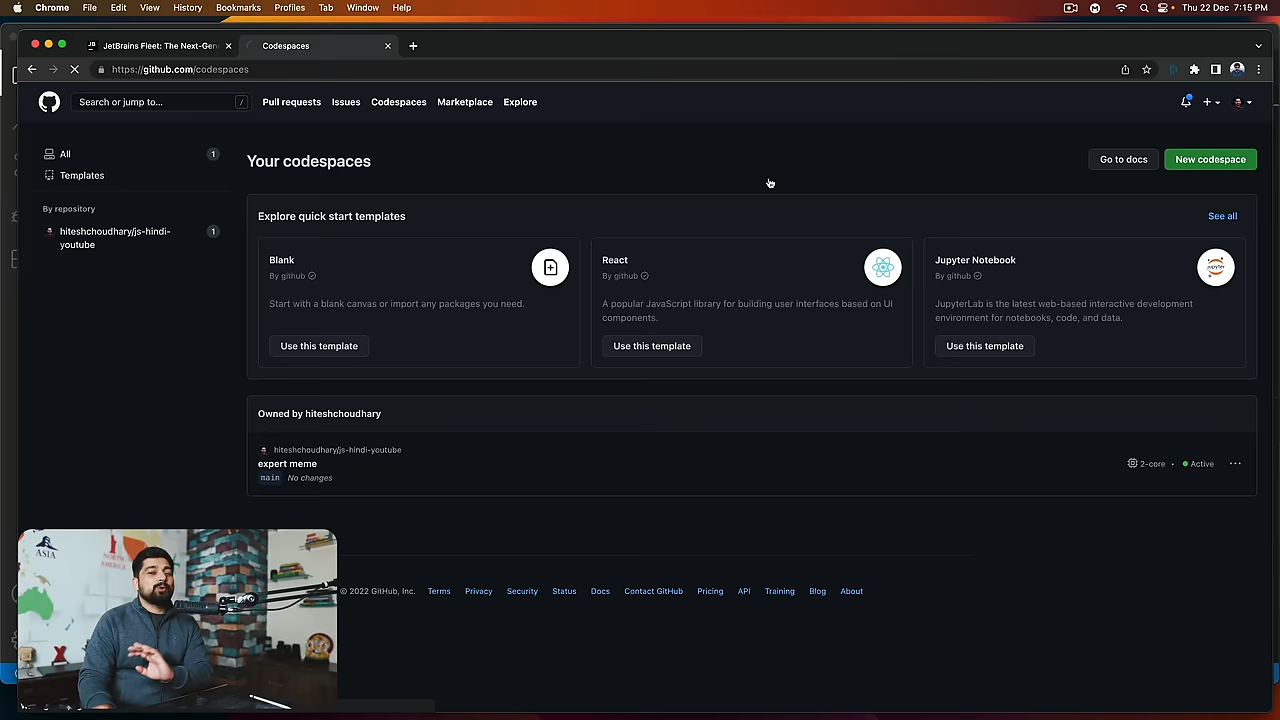 Chrome File Edit View History Bookmarks Profiles Tab Window Help
Thu 22 Dec 7:15 PM
JB JetBrains Fleet: The Next-Gen
Codespaces
https://github.com/codespaces
Search or jump to... /
Pull requests Issues Codespaces Marketplace Explore
All 1
Templates
By repository
hiteshchoudhary/js-hindi-
youtube
1
Your codespaces
Go to docs
New codespace
Explore quick start templates
See all
Blank
By github
Start with a blank canvas or import any packages you need.
Use this template
React
By github
A popular JavaScript library for building user interfaces based on UI
components.
Use this template
Jupyter Notebook
By github
jupyter
JupyterLab is the latest web-based interactive development
environment for notebooks, code, and data.
Use this template
Owned by hiteshchoudhary
hiteshchoudhary/js-hindi-youtube
expert meme
main No changes
2-core • Active
ASIA
NORTH
AMERICA
© 2022 GitHub, Inc. Terms Privacy Security Status Docs Contact GitHub Pricing API Training Blog About